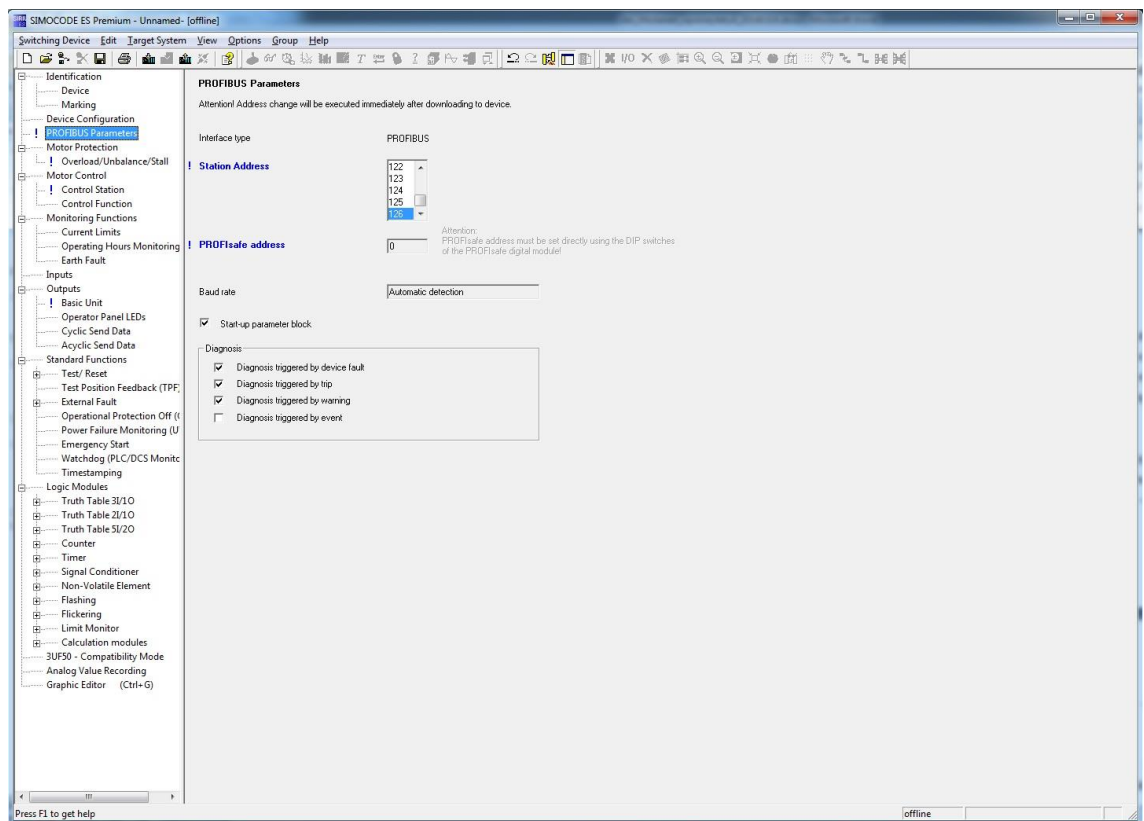 SIMOCODE ES Premium - Unnamed- [offline]
Switching Device Edit Target System View Options Group Help
Identification
Device
Marking
Device Configuration
! PROFIBUS Parameters
Motor Protection
! Overload/Unbalance/Stall
Motor Control
! Control Station
Control Function
Monitoring Functions
Current Limits
Operating Hours Monitoring
Earth Fault
Inputs
Outputs
! Basic Unit
Operator Panel LEDs
Cyclic Send Data
Acyclic Send Data
Standard Functions
Test/ Reset
Test Position Feedback (TPF)
External Fault
Operational Protection Off (
Power Failure Monitoring (U
Emergency Start
Watchdog (PLC/DCS Monitc
Timestamping
Logic Modules
Truth Table 3I/1O
Truth Table 2I/1O
Truth Table 5I/2O
Counter
Timer
Signal Conditioner
Non-Volatile Element
Flashing
Flickering
Limit Monitor
Calculation modules
3UF50 - Compatibility Mode
Analog Value Recording
Graphic Editor (Ctrl+G)
PROFIBUS Parameters
Attention! Address change will be executed immediately after downloading to device.
Interface type PROFIBUS
! Station Address
122
123
124
125
126
! PROFIsafe address 0
Attention:
PROFIsafe address must be set directly using the DIP switches
of the PROFIsafe digital module!
Baud rate Automatic detection
Start-up parameter block
Diagnosis
Diagnosis triggered by device fault
Diagnosis triggered by trip
Diagnosis triggered by warning
Diagnosis triggered by event
Press F1 to get help
offline